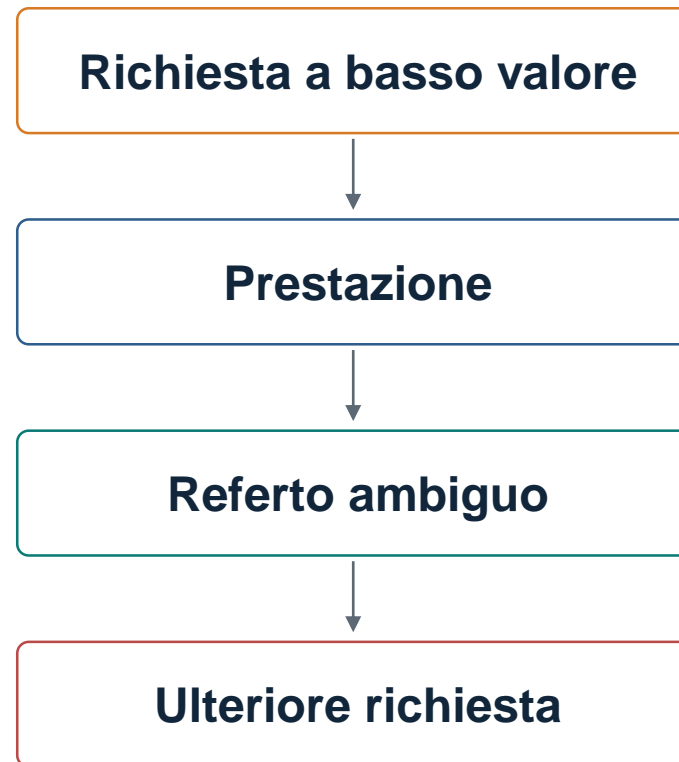 Richiesta a basso valore
Prestazione
Referto ambiguo
Ulteriore richiesta